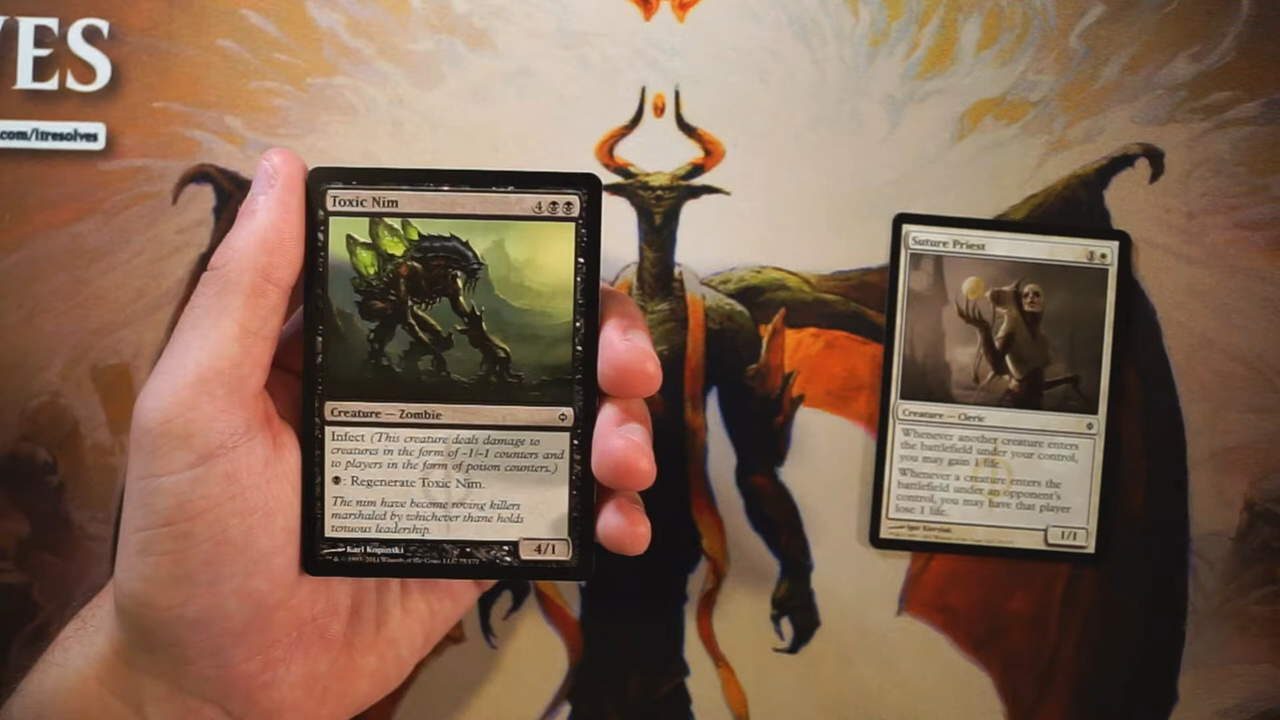 VES
.com/itresolves
Toxic Nim
4
Creature — Zombie
Infect (This creature deals damage to
creatures in the form of -1/-1 counters and
to players in the form of poison counters.)
: Regenerate Toxic Nim.
The nim have become roving killers
marshaled by whichever thane holds
tenuous leadership.
Karl Kopinski
4/1
Suture Priest
1
Creature — Cleric
Whenever another creature enters
the battlefield under your control,
you may gain 1 life.
Whenever a creature enters the
battlefield under an opponent's
control, you may have that player
lose 1 life.
Igor Kieryluk
1/1